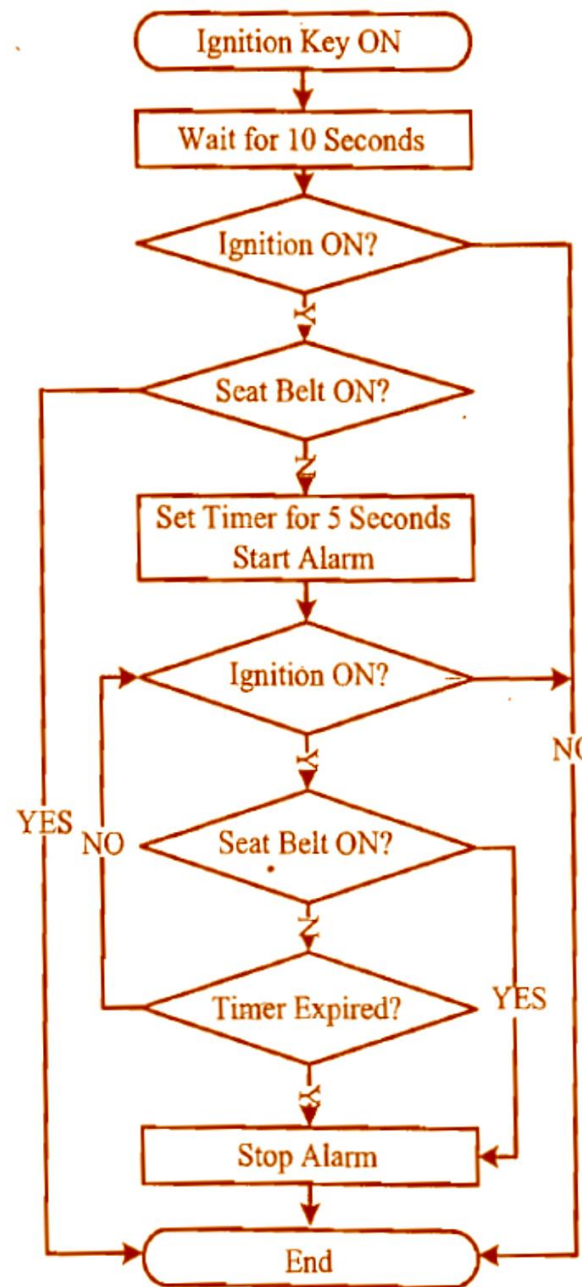 Ignition Key ON
Wait for 10 Seconds
Ignition ON?
Y
Seat Belt ON?
N
Set Timer for 5 Seconds
Start Alarm
Ignition ON?
NO
Y
YES
NO
Seat Belt ON?
N
YES
Timer Expired?
Y
Stop Alarm
End